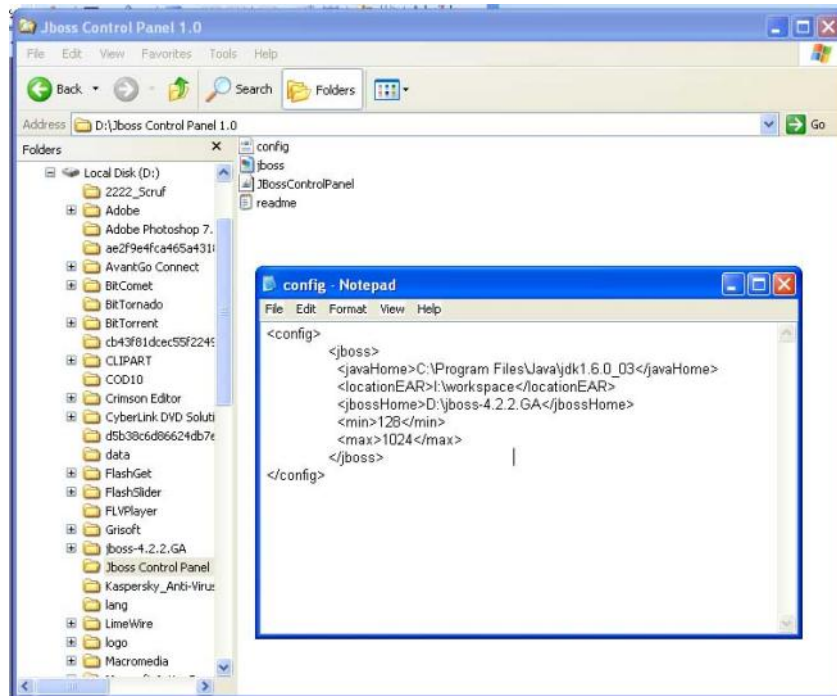 Jboss Control Panel 1.0
File Edit View Favorites Tools Help
Back Search Folders
Address D:\Jboss Control Panel 1.0 Go
Folders x
Local Disk (D:)
2222_Scruf
Adobe
Adobe Photoshop 7.
ae2f9e4fca465a431
AvantGo Connect
BitComet
BitTornado
BitTorrent
cb43f81dcec55f2249
CLIPART
COD10
Crimson Editor
CyberLink DVD Soluti
d5b38c6d86624db7e
data
FlashGet
FlashSlider
FLVPlayer
Grisoft
jboss-4.2.2.GA
Jboss Control Panel
Kaspersky_Anti-Viru
lang
LimeWire
logo
Macromedia
config
jboss
JBossControlPanel
readme
config - Notepad
File Edit Format View Help
<config>
<jboss>
<javaHome>C:\Program Files\Java\jdk1.6.0_03</javaHome>
<locationEAR>I:\workspace</locationEAR>
<jbossHome>D:\jboss-4.2.2.GA</jbossHome>
<min>128</min>
<max>1024</max>
</jboss>
</config>